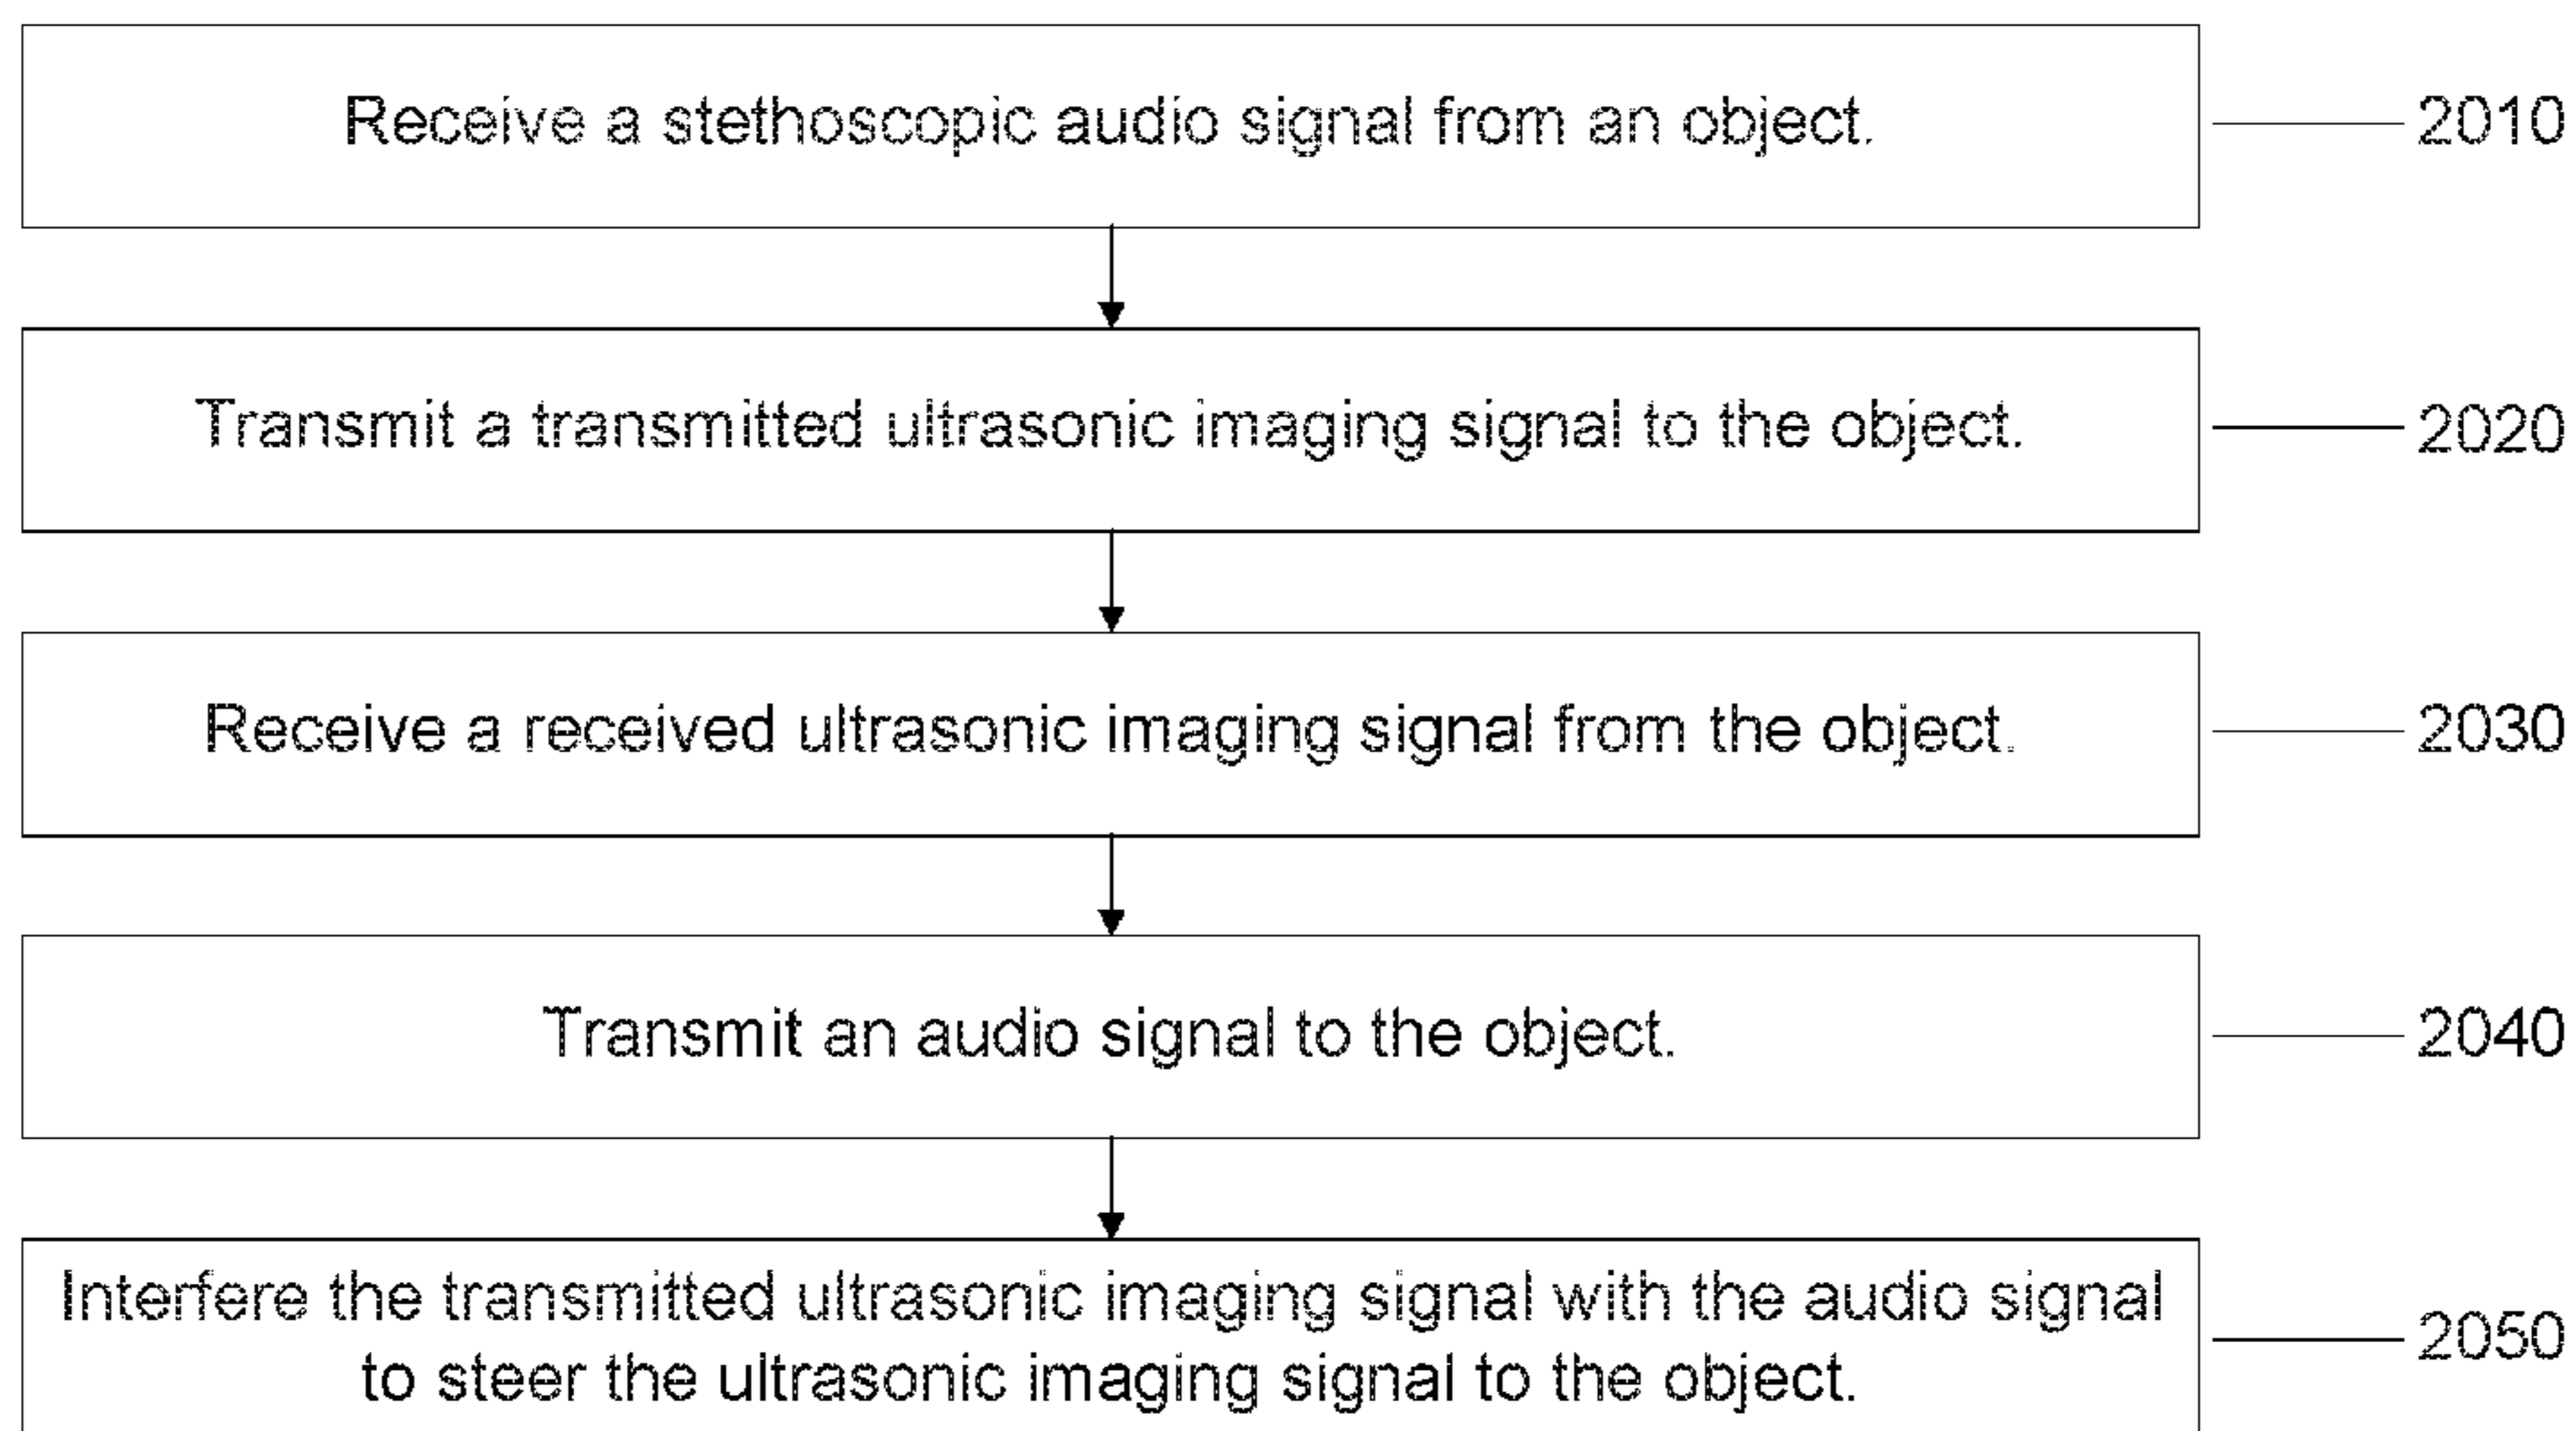 Receive a stethoscopic audio signal from an object.
2010
Transmit a transmitted ultrasonic imaging signal to the object.
2020
Receive a received ultrasonic imaging signal from the object.
2030
Transmit an audio signal to the object.
2040
Interfere the transmitted ultrasonic imaging signal with the audio signal
to steer the ultrasonic imaging signal to the object.
2050